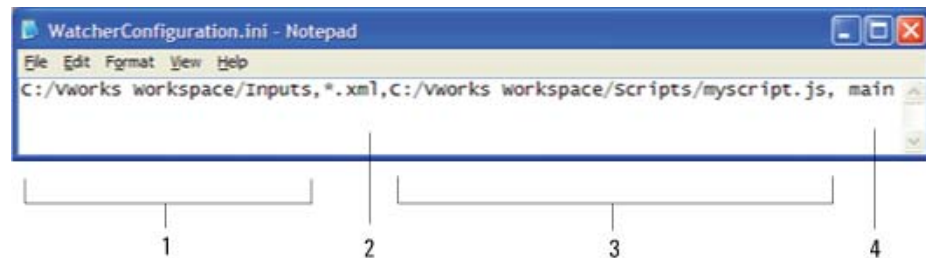 WatcherConfiguration.ini - Notepad
File Edit Format View Help
C:/VWorks Workspace/Inputs,*.xml,C:/VWorks Workspace/Scripts/myscript.js, main
1 2 3 4